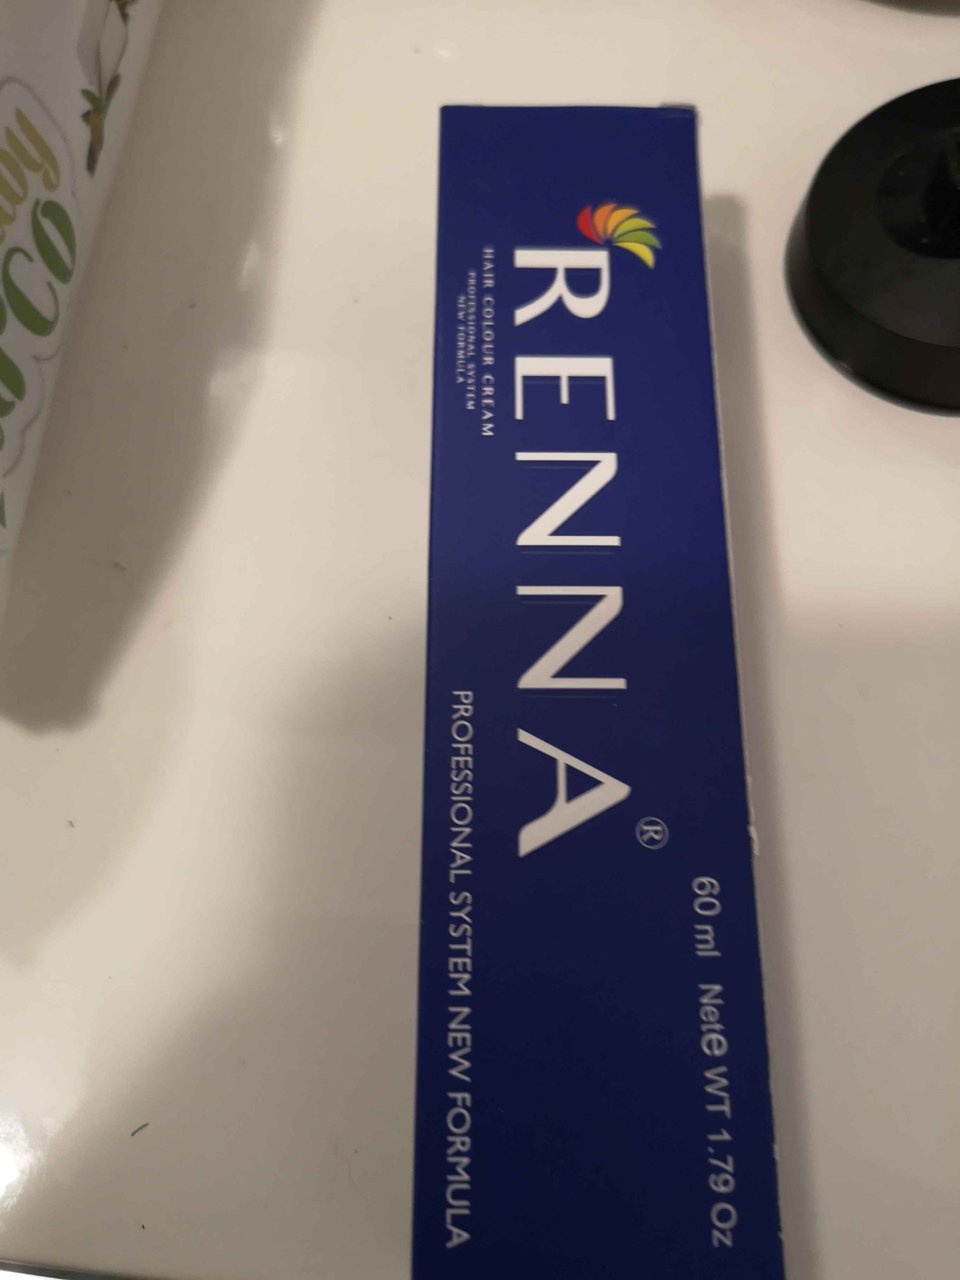 RENNA®
HAIR COLOUR CREAM
PROFESSIONAL SYSTEM
NEW FORMULA
PROFESSIONAL SYSTEM NEW FORMULA
60 ml Nete WT 1.79 Oz